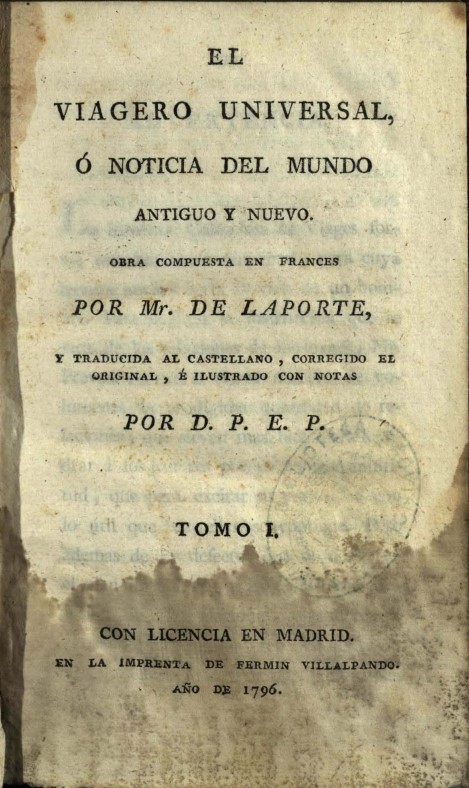 EL
VIAGERO UNIVERSAL,
Ó NOTICIA DEL MUNDO
ANTIGUO Y NUEVO.
OBRA COMPUESTA EN FRANCES
POR Mr. DE LAPORTE,
Y TRADUCIDA AL CASTELLANO, CORREGIDO EL
ORIGINAL, É ILUSTRADO CON NOTAS
POR D. P. E. P.
TOMO I.
CON LICENCIA EN MADRID.
EN LA IMPRENTA DE FERMIN VILLALPANDO.
AÑO DE 1796.